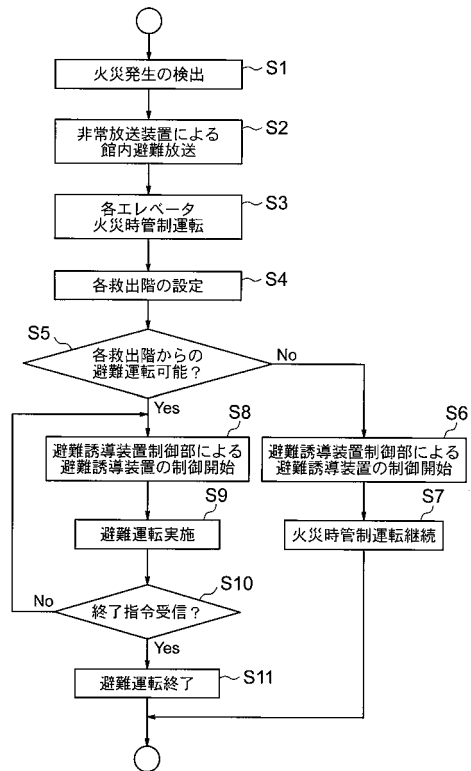 火災発生の検出
S1
非常放送装置による
館内避難放送
S2
各エレベータ
火災時管制運転
S3
各救出階の設定
S4
S5
各救出階からの
避難運転可能?
No
Yes
S8
避難誘導装置制御部による
避難誘導装置の制御開始
S6
避難誘導装置制御部による
避難誘導装置の制御開始
S9
避難運転実施
S7
火災時管制運転継続
S10
終了指令受信?
No
Yes
避難運転終了
S11